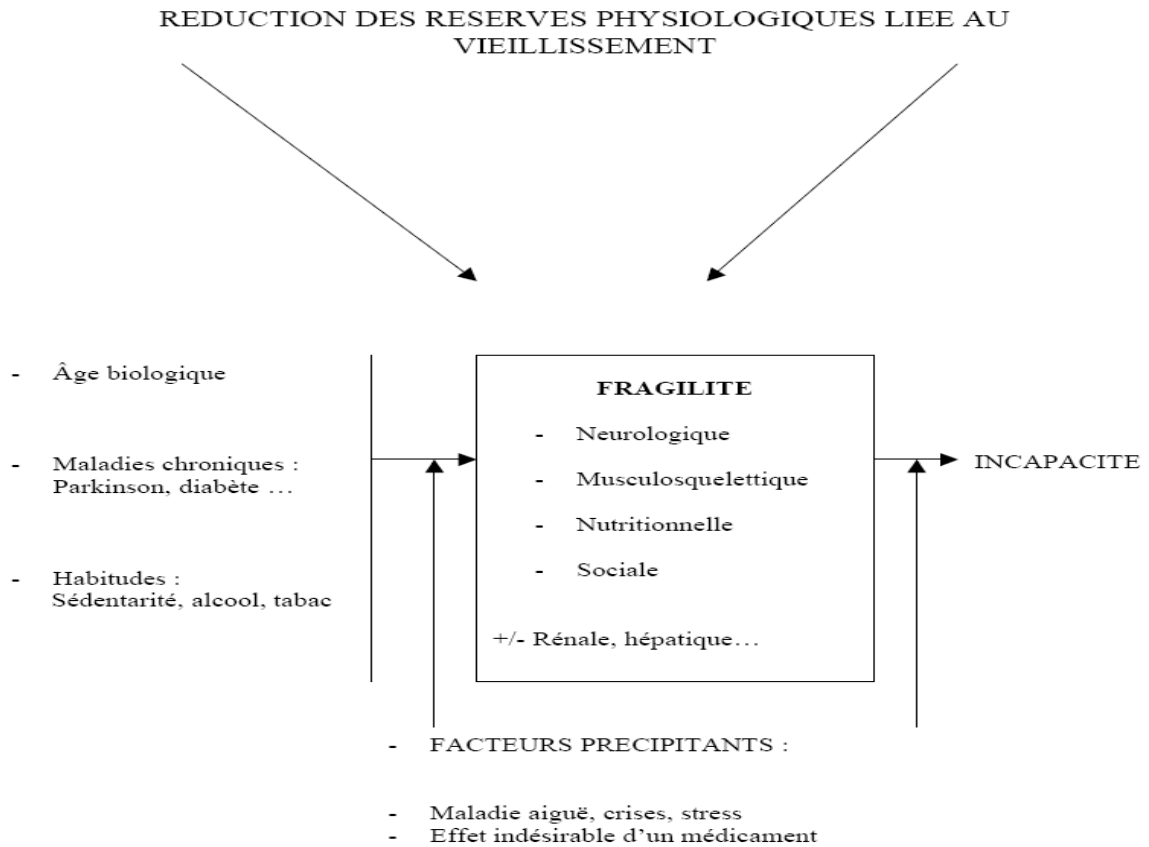 REDUCTION DES RESERVES PHYSIOLOGIQUES LIEE AU
VIEILLISSEMENT
- Âge biologique
- Maladies chroniques :
Parkinson, diabète …
- Habitudes :
Sédentarité, alcool, tabac
FRAGILITE
- Neurologique
- Musculosquelettique
- Nutritionnelle
- Sociale
+/- Rénale, hépatique…
INCAPACITE
- FACTEURS PRECIPITANTS :
- Maladie aiguë, crises, stress
- Effet indésirable d’un médicament